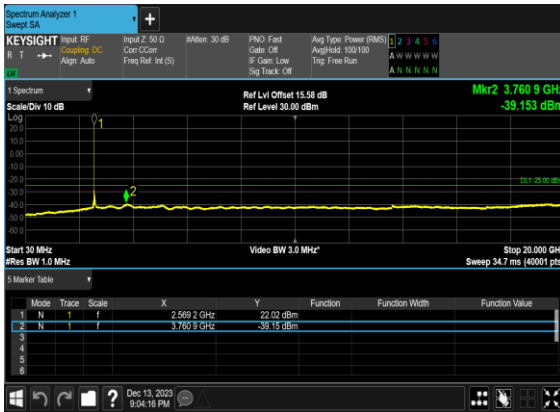 Spectrum Analyzer 1
Swept SA
+
KEYSIGHT Input: RF Input Z: 50 Ω #Atten: 30 dB PNO: Fast Avg Type: Power (RMS) 1 2 3 4 5 6
R T Coupling: DC Corr CCorr Gate: Off Avg|Hold: 100/100 A W W W W W
Align: Auto Freq Ref: Int (S) IF Gain: Low Trig: Free Run
Sig Track: Off A N N N N N
1 Spectrum
Scale/Div 10 dB
Ref Lvl Offset 15.58 dB
Ref Level 30.00 dBm
Mkr2 3.760 9 GHz
-39.153 dBm
Log
20.0
10.0
0.00
-10.0
-20.0
-30.0
-40.0
-50.0
-60.0
1
2
DL1 -25.00 dBm
Start 30 MHz Video BW 3.0 MHz* Stop 20.000 GH
#Res BW 1.0 MHz Sweep 34.7 ms (40001 pts
5 Marker Table
Mode Trace Scale X Y Function Function Width Function Value
1 N 1 f 2.569 2 GHz 22.02 dBm
2 N 1 f 3.760 9 GHz -39.15 dBm
3
4
5
6
?
Dec 13, 2023
9:04:16 PM